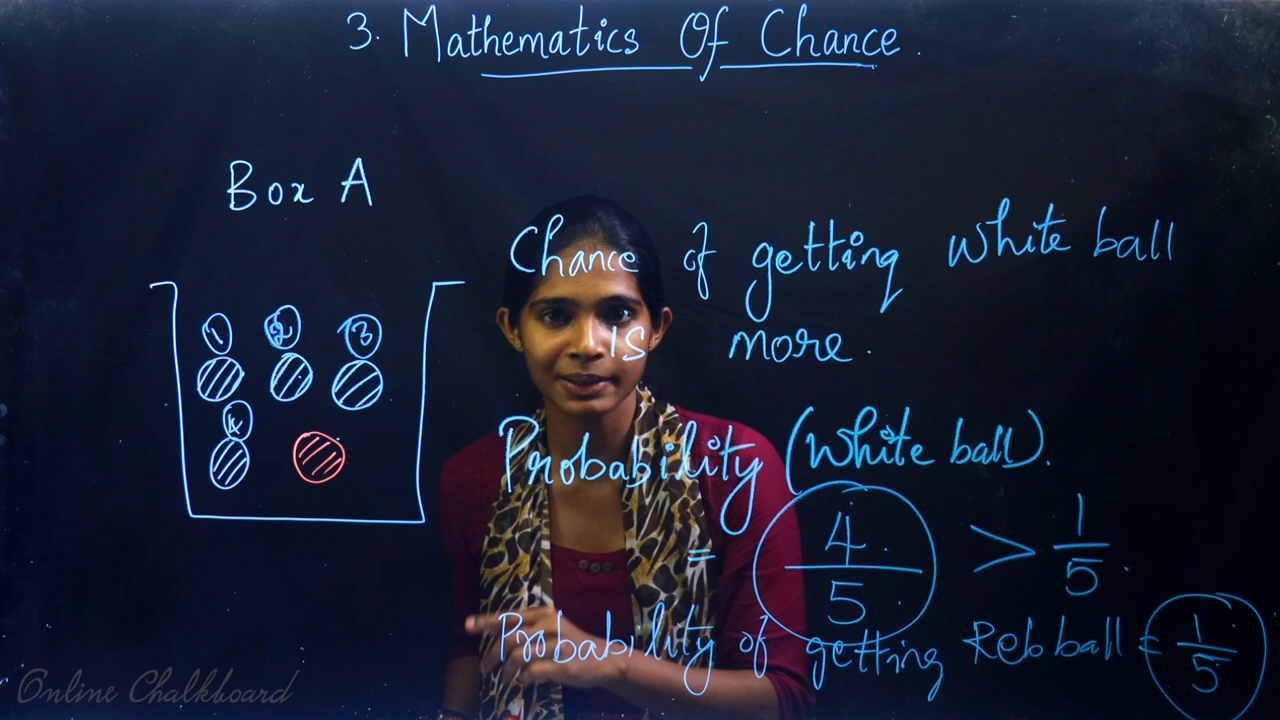 3. Mathematics Of Chance.
Box A
1 2 3
4
Chance of getting white ball
is more.
Probability (white ball).
= 4/5 > 1/5.
Probability of getting Red ball = 1/5
Online Chalkboard